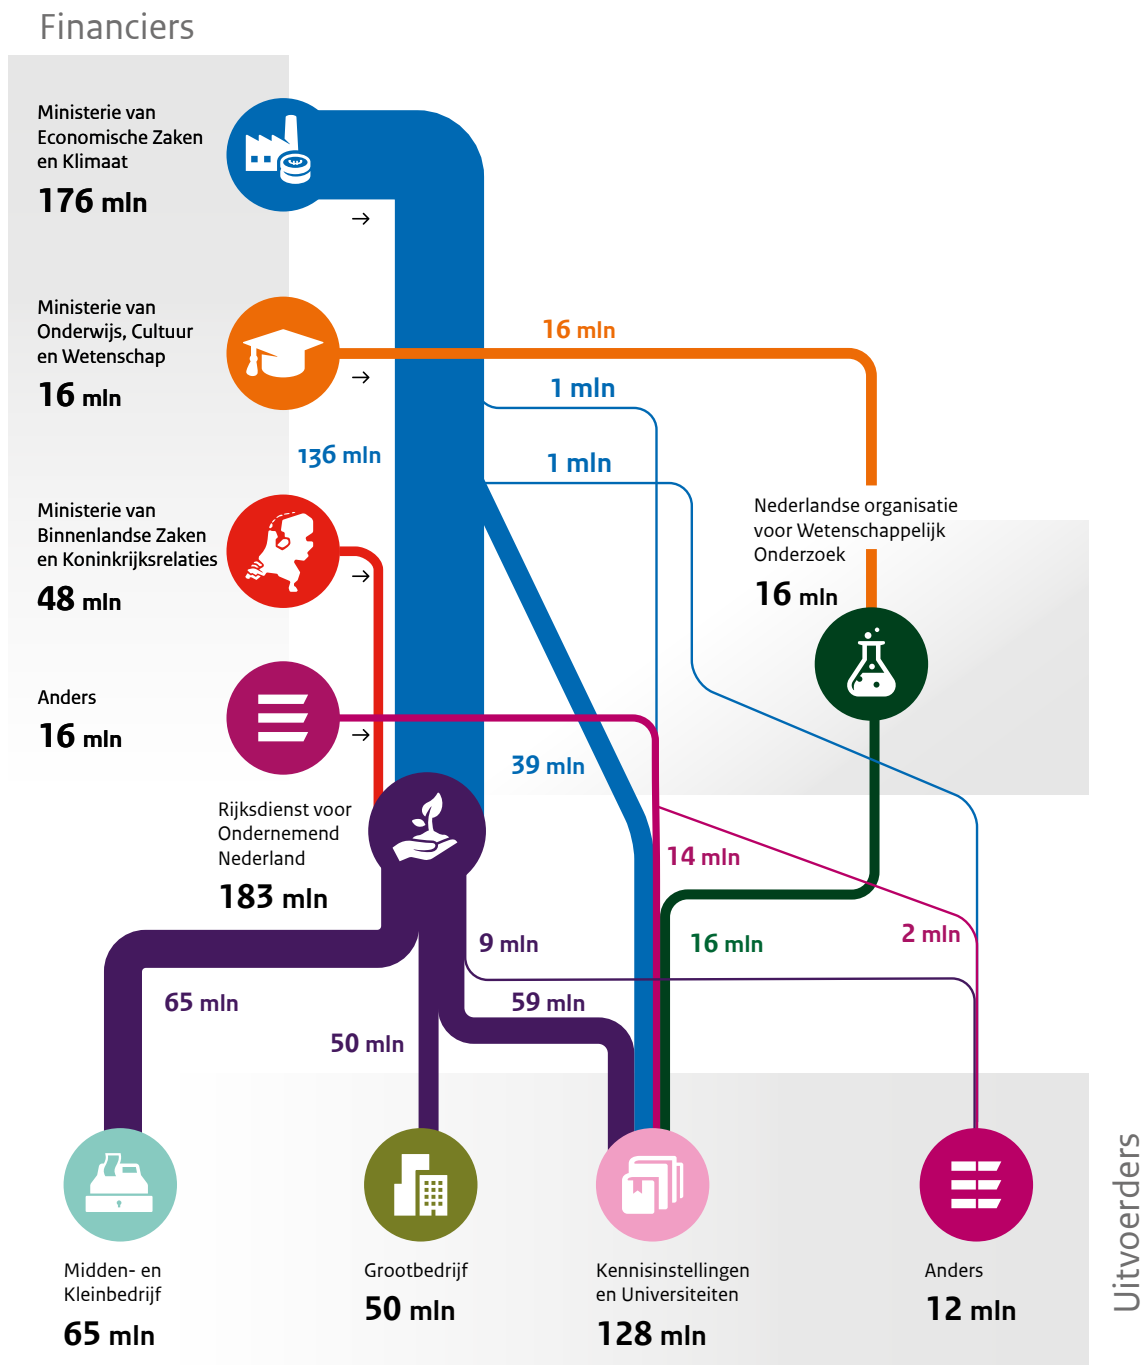 Financiers
Ministerie van
Economische Zaken
en Klimaat
176 mln
Ministerie van
Onderwijs, Cultuur
en Wetenschap
16 mln
16 mln
1 mln
136 mln
1 mln
Ministerie van
Binnenlandse Zaken
en Koninkrijksrelaties
48 mln
Nederlandse organisatie
voor Wetenschappelijk
Onderzoek
16 mln
Anders
16 mln
39 mln
Rijksdienst voor
Ondernemend
Nederland
183 mln
14 mln
9 mln
16 mln
2 mln
65 mln
59 mln
50 mln
Midden- en
Kleinbedrijf
65 mln
Grootbedrijf
50 mln
Kennisinstellingen
en Universiteiten
128 mln
Anders
12 mln
Uitvoerders